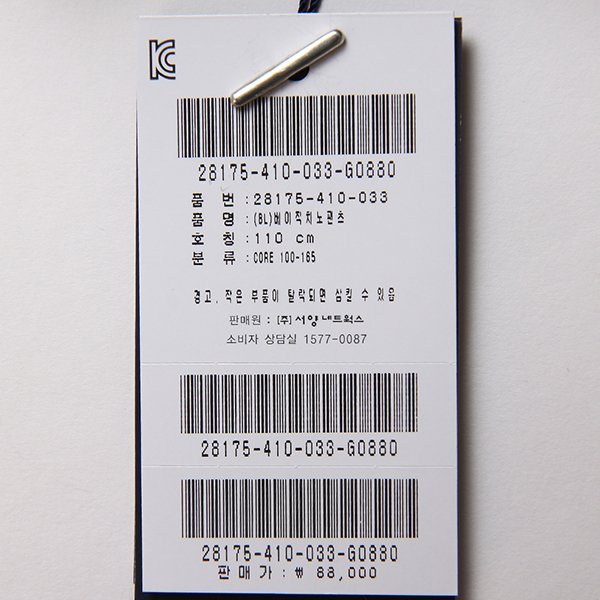 28175-410-033-G0880
품 번 : 28175-410-033
품 명 : (BL)베이직치노팬츠
호 칭 : 110 cm
분 류 : CORE 100-165
경고, 작은 부품이 탈락되면 삼킬 수 있음
판매원 : (주) 서양네트웍스
소비자 상담실 1577-0087
28175-410-033-G0880
28175-410-033-G0880
판 매 가 : ₩ 88,000